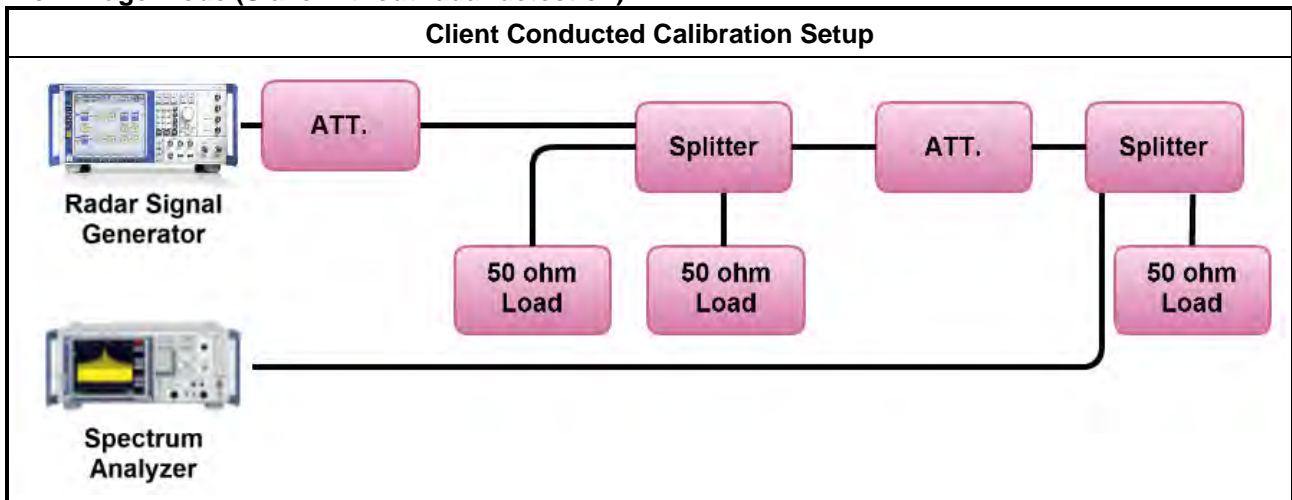 Client Conducted Calibration Setup
ATT.
Splitter
ATT.
Splitter
Radar Signal
Generator
50 ohm
Load
50 ohm
Load
50 ohm
Load
Spectrum
Analyzer